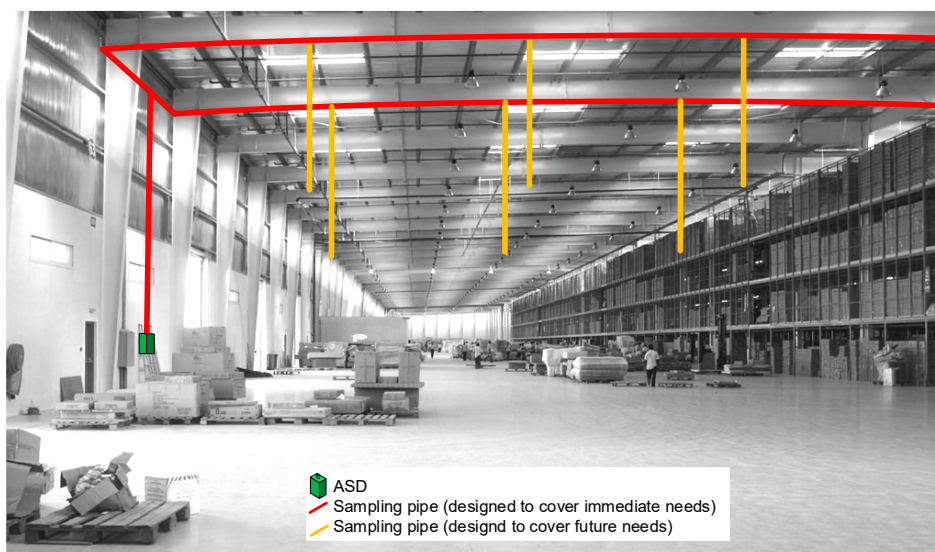 ASD
Sampling pipe (designed to cover immediate needs)
Sampling pipe (designd to cover future needs)